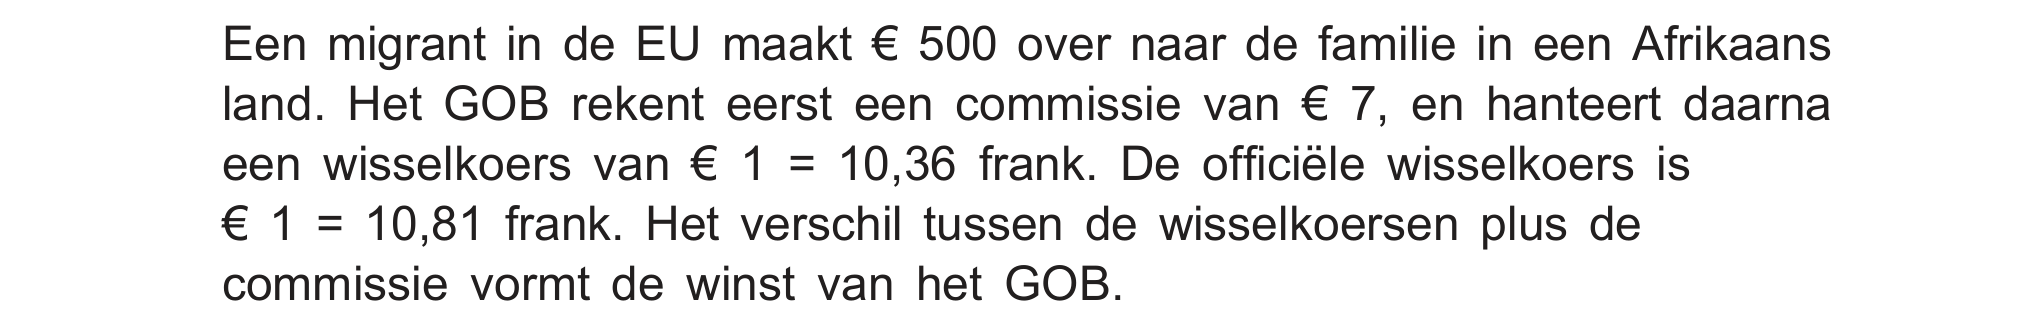 Een migrant in de EU maakt € 500 over naar de familie in een Afrikaans
land. Het GOB rekent eerst een commissie van € 7, en hanteert daarna
een wisselkoers van € 1 = 10,36 frank. De officiële wisselkoers is
€ 1 = 10,81 frank. Het verschil tussen de wisselkoersen plus de
commissie vormt de winst van het GOB.